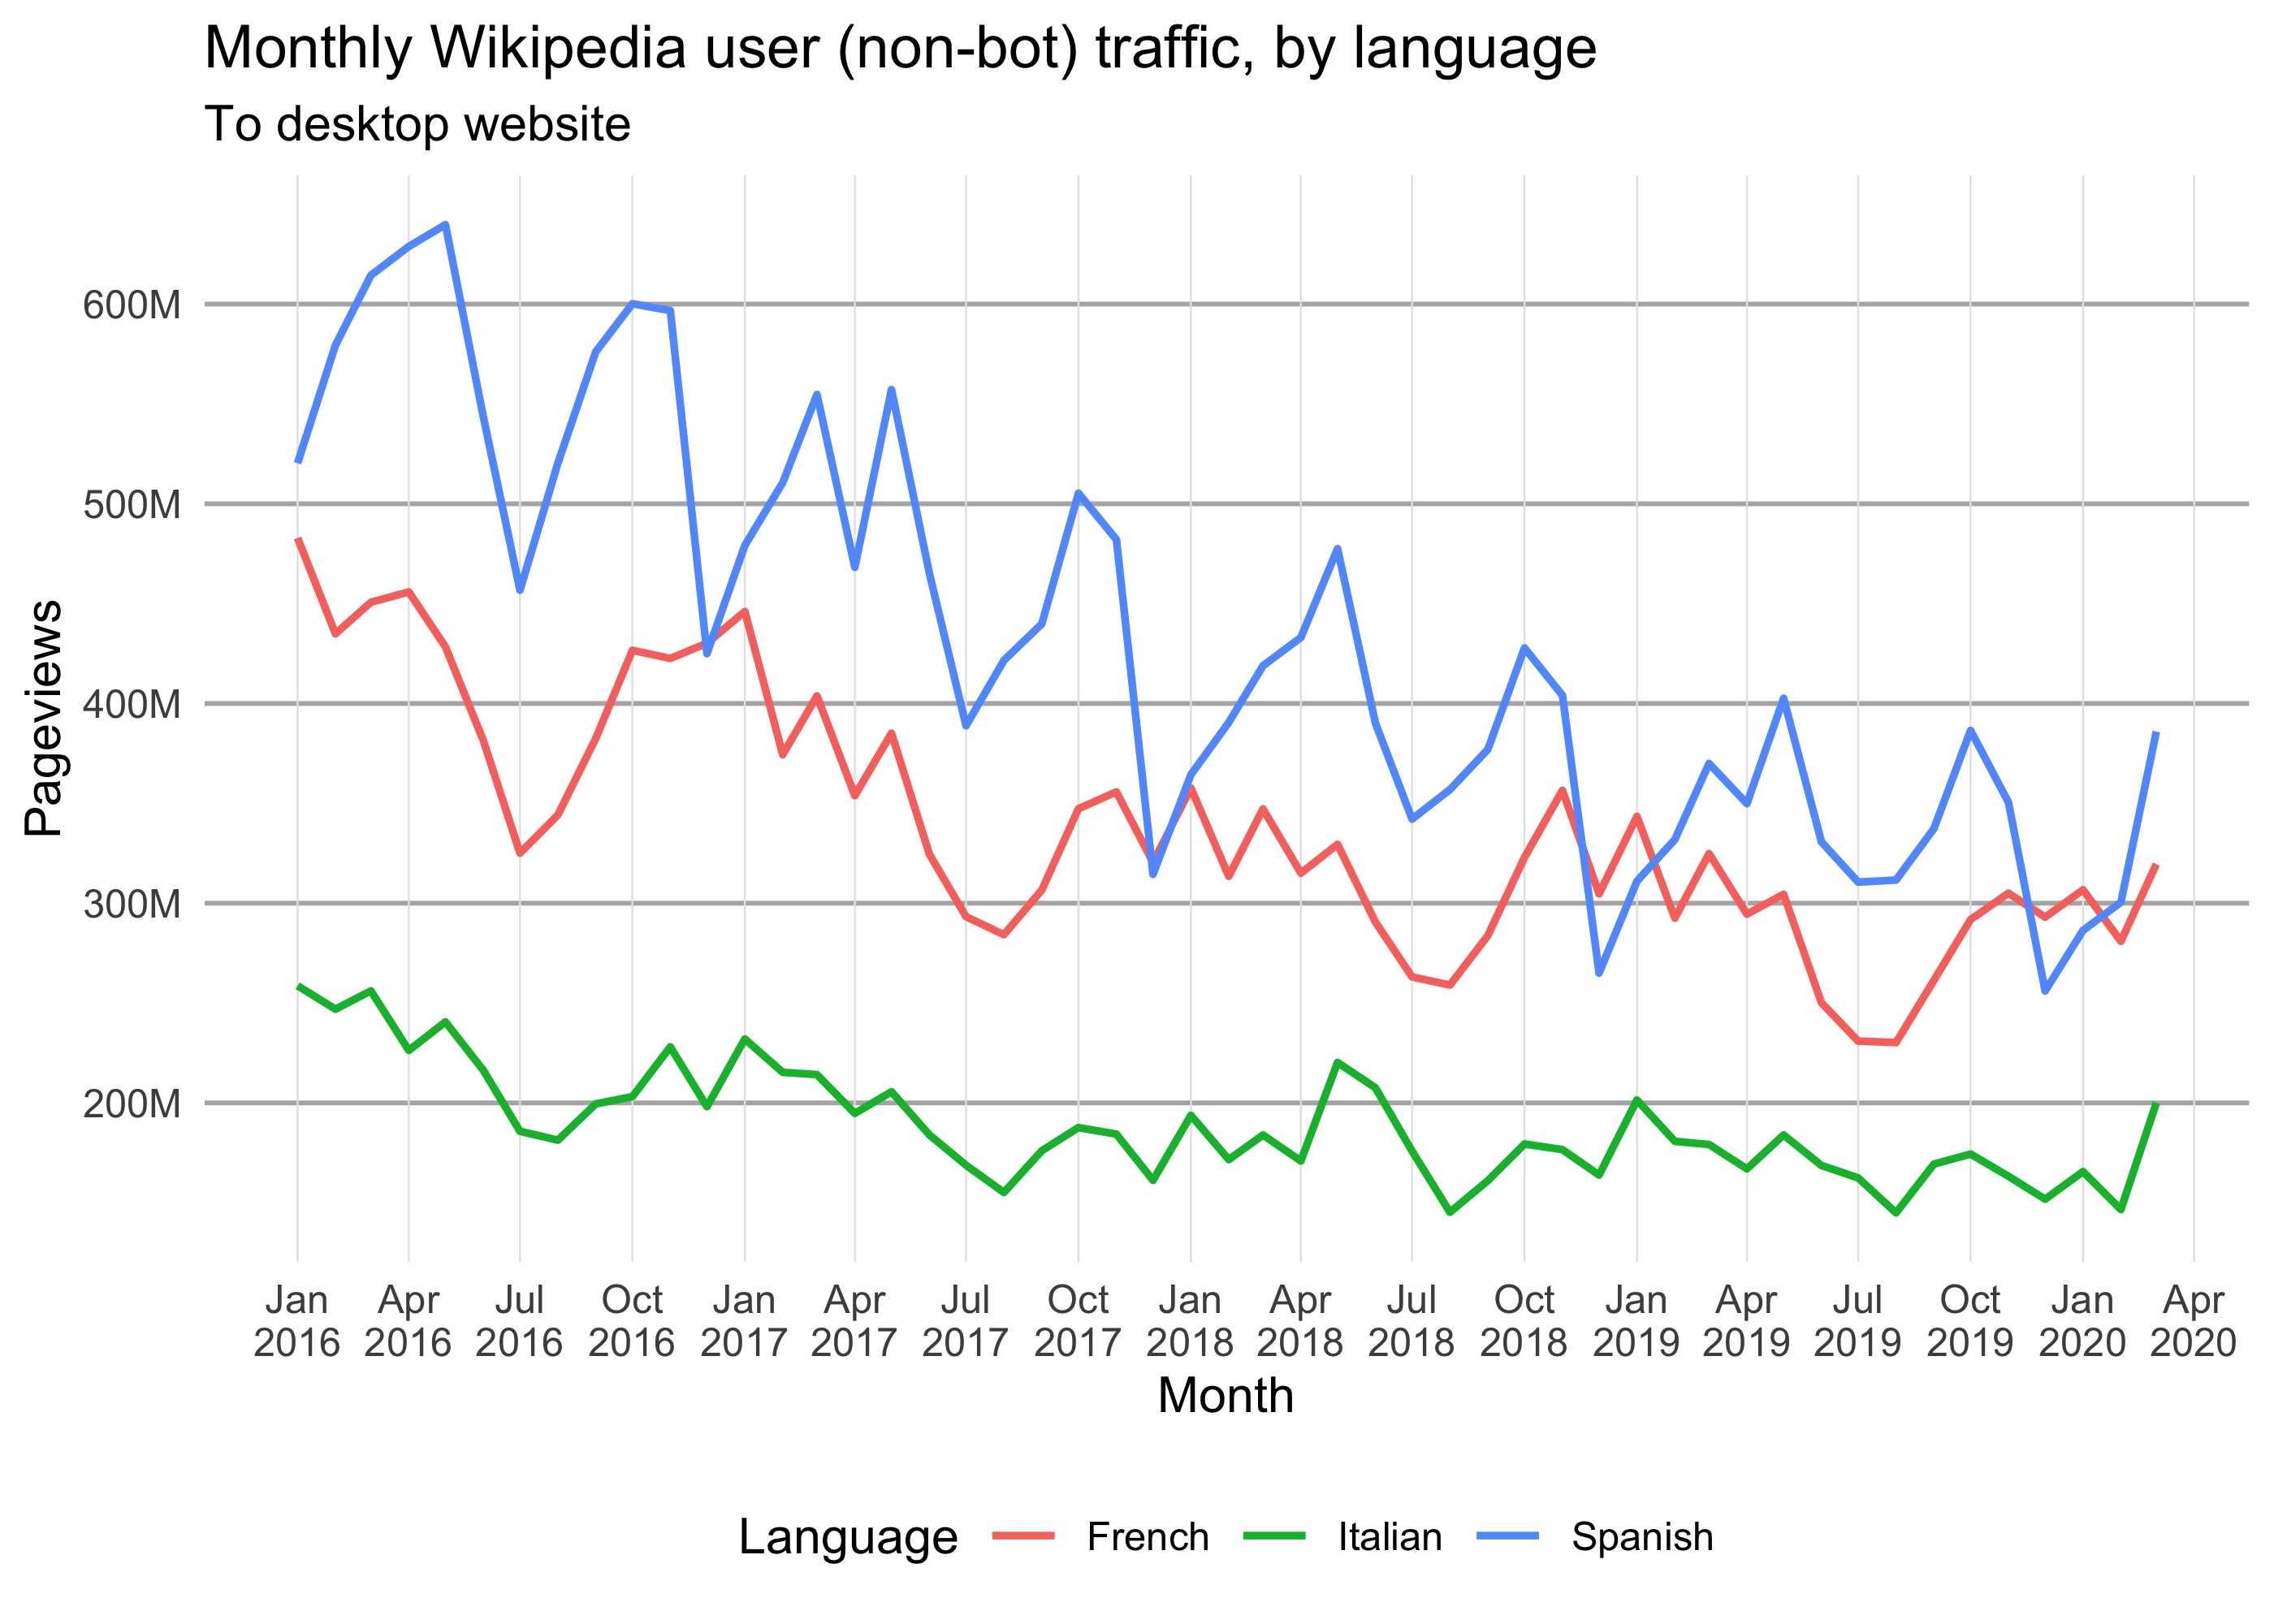 Monthly Wikipedia user (non-bot) traffic, by language
To desktop website
Pageviews
600M
500M
400M
300M
200M
Jan Apr Jul Oct Jan Apr Jul Oct Jan Apr Jul Oct Jan Apr Jul Oct Jan Apr
2016 2016 2016 2016 2017 2017 2017 2017 2018 2018 2018 2018 2019 2019 2019 2019 2020 2020
Month
Language French Italian Spanish